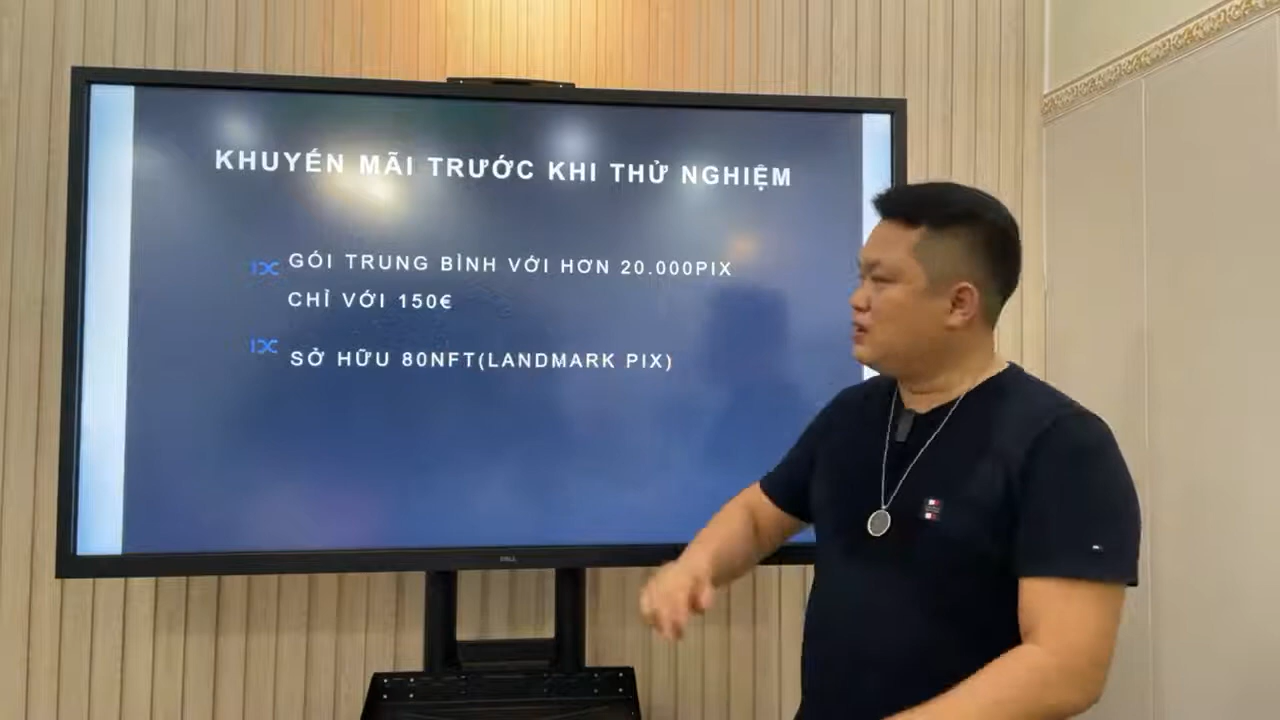 KHUYẾN MÃI TRƯỚC KHI THỬ NGHIỆM
GÓI TRUNG BÌNH VỚI HƠN 20.000PIX
CHỈ VỚI 150€
SỞ HỮU 80NFT(LANDMARK PIX)
DELL